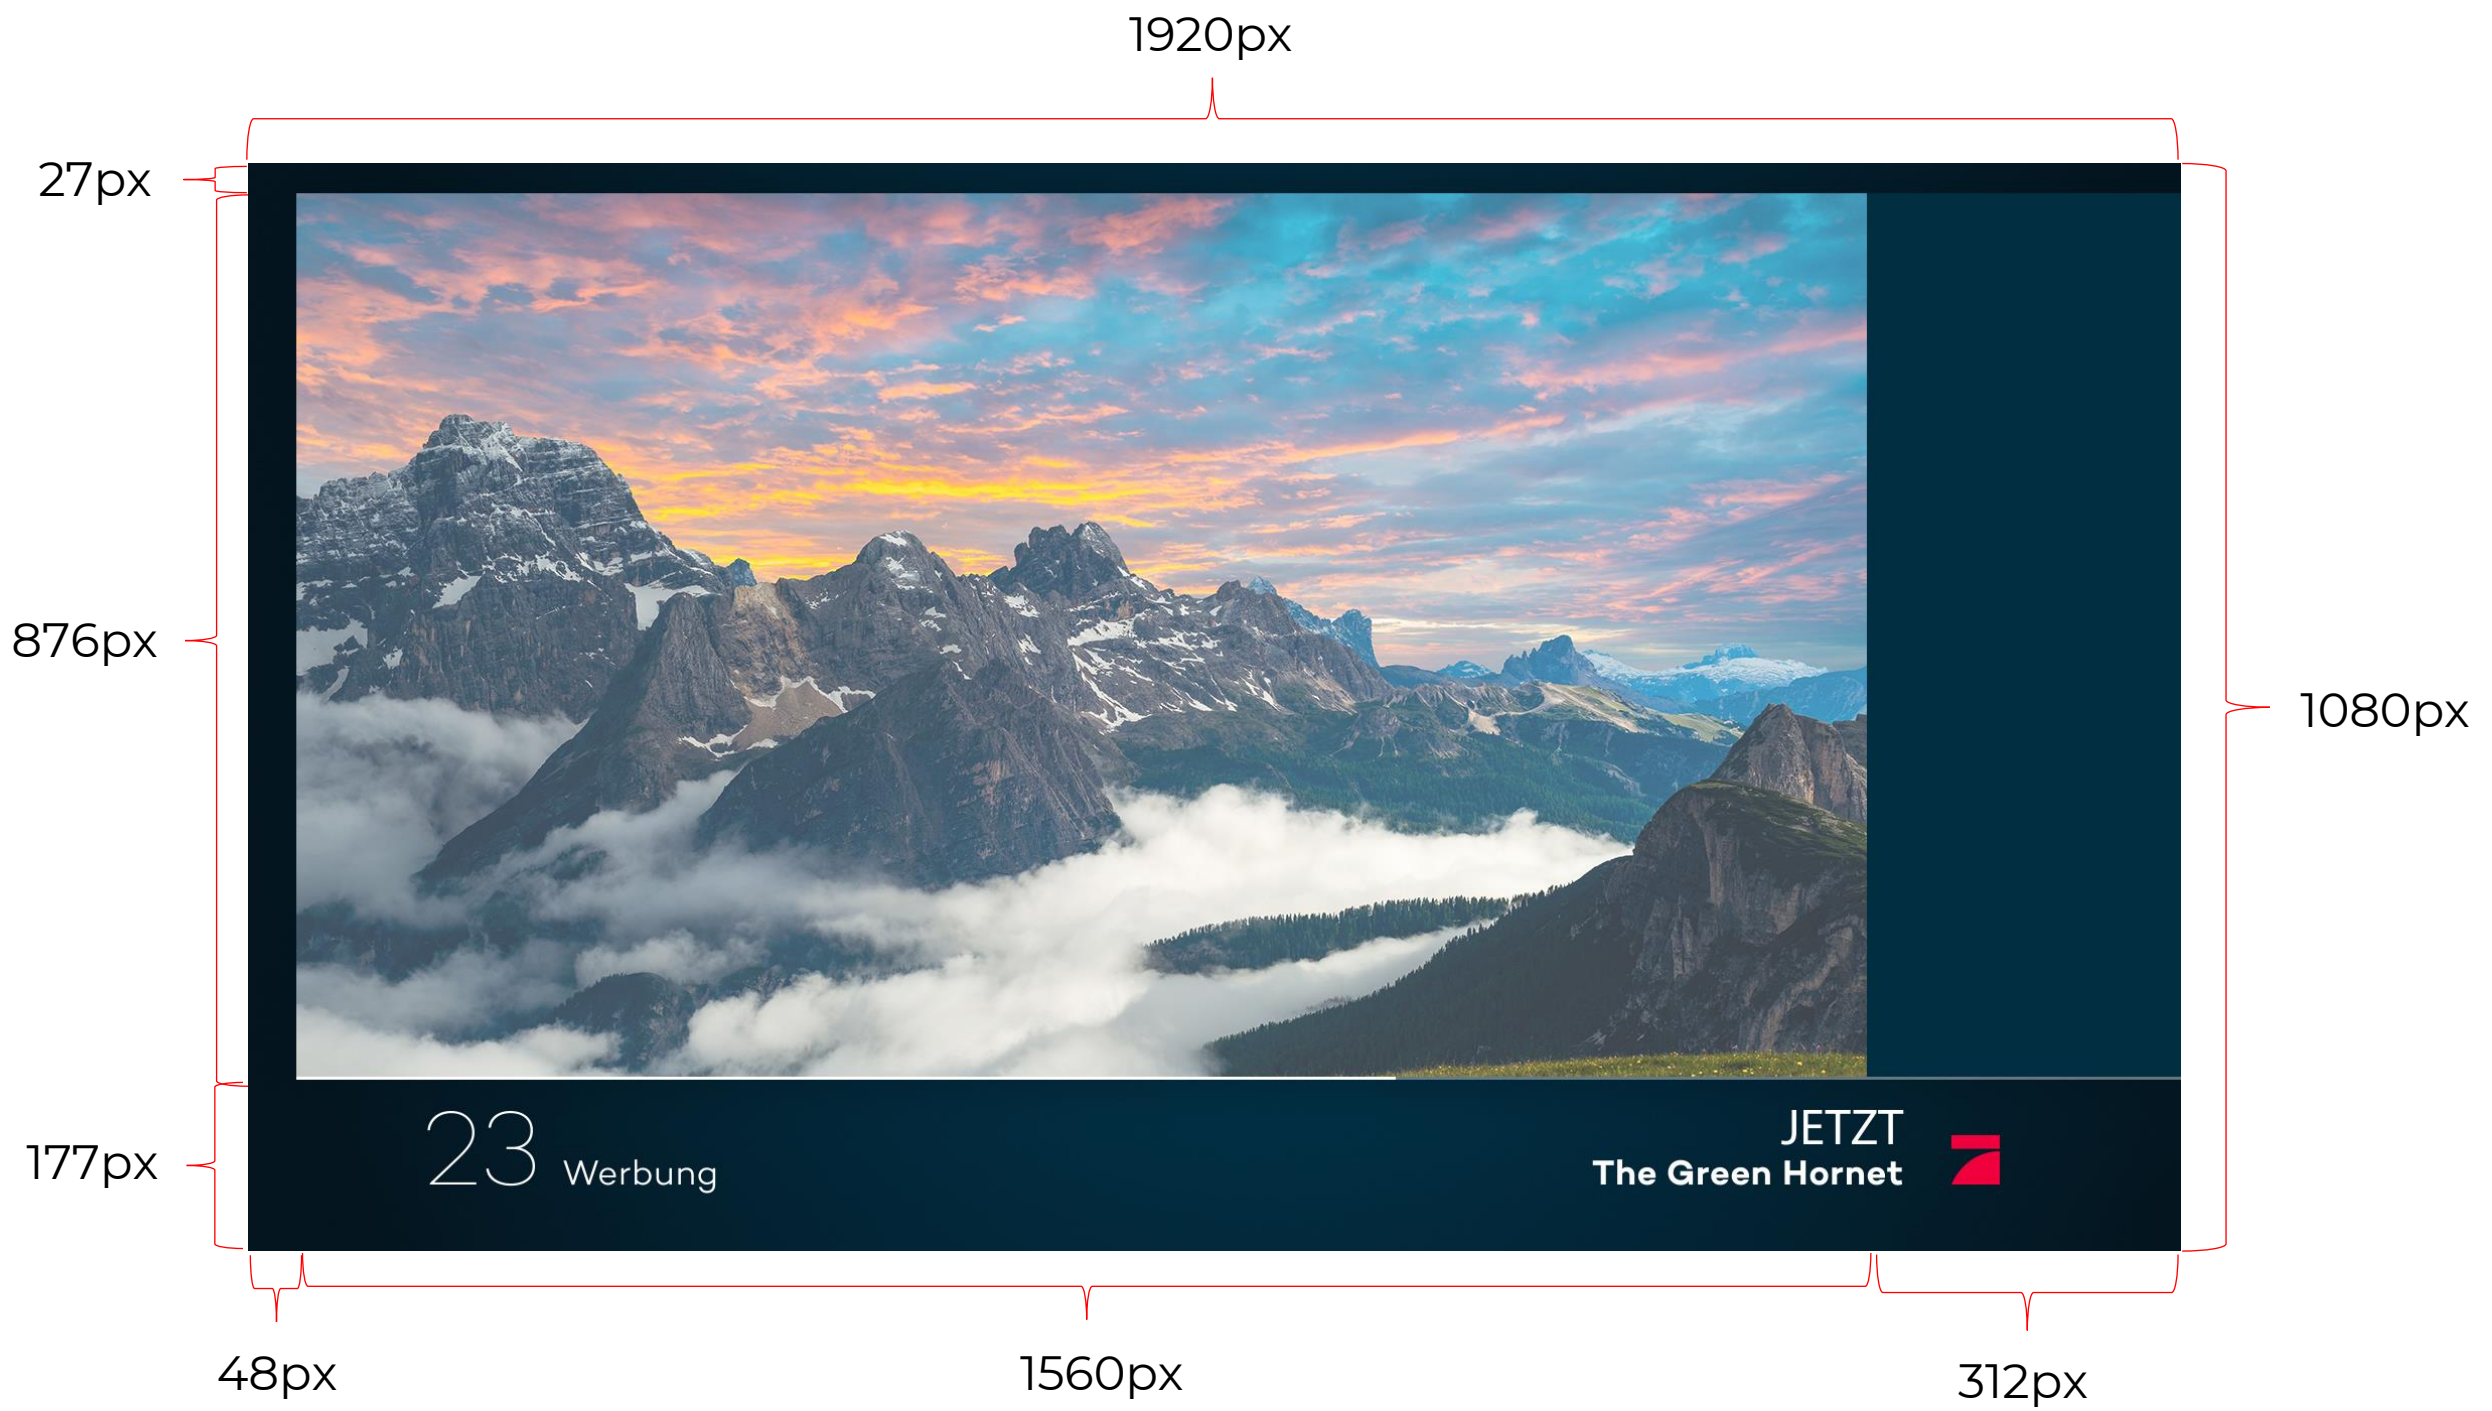 1920px
27px
876px
1080px
177px
23 Werbung
JETZT
The Green Hornet
48px
1560px
312px